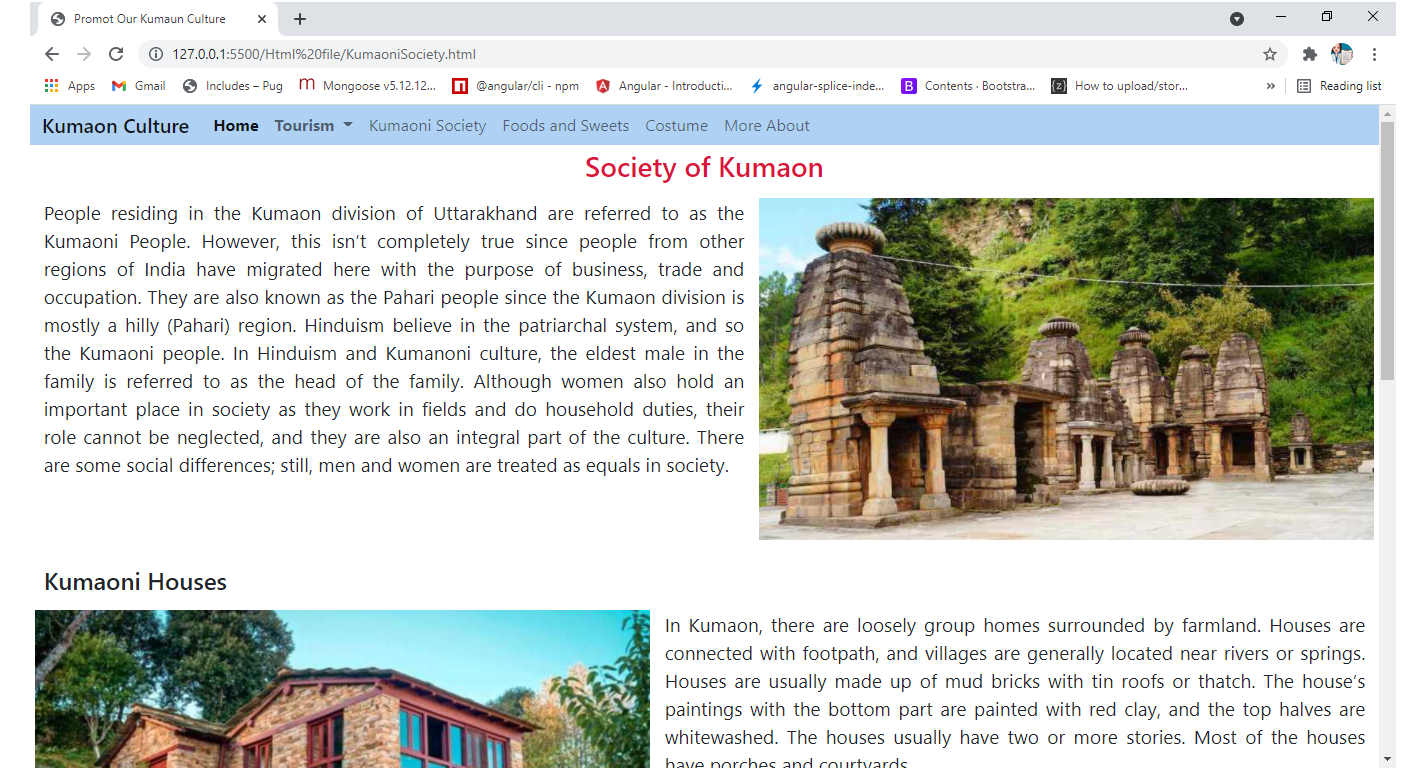 Promot Our Kumaun Culture
127.0.0.1:5500/Html%20file/KumaoniSociety.html
Apps Gmail Includes – Pug Mongoose v5.12.12... @angular/cli - npm Angular - Introducti... angular-splice-inde... Contents · Bootstra... {z} How to upload/stor... » Reading list
Kumaon Culture Home Tourism Kumaoni Society Foods and Sweets Costume More About
Society of Kumaon
People residing in the Kumaon division of Uttarakhand are referred to as the
Kumaoni People. However, this isn’t completely true since people from other
regions of India have migrated here with the purpose of business, trade and
occupation. They are also known as the Pahari people since the Kumaon division is
mostly a hilly (Pahari) region. Hinduism believe in the patriarchal system, and so
the Kumaoni people. In Hinduism and Kumanoni culture, the eldest male in the
family is referred to as the head of the family. Although women also hold an
important place in society as they work in fields and do household duties, their
role cannot be neglected, and they are also an integral part of the culture. There
are some social differences; still, men and women are treated as equals in society.
Kumaoni Houses
In Kumaon, there are loosely group homes surrounded by farmland. Houses are
connected with footpath, and villages are generally located near rivers or springs.
Houses are usually made up of mud bricks with tin roofs or thatch. The house’s
paintings with the bottom part are painted with red clay, and the top halves are
whitewashed. The houses usually have two or more stories. Most of the houses
have porches and courtyards